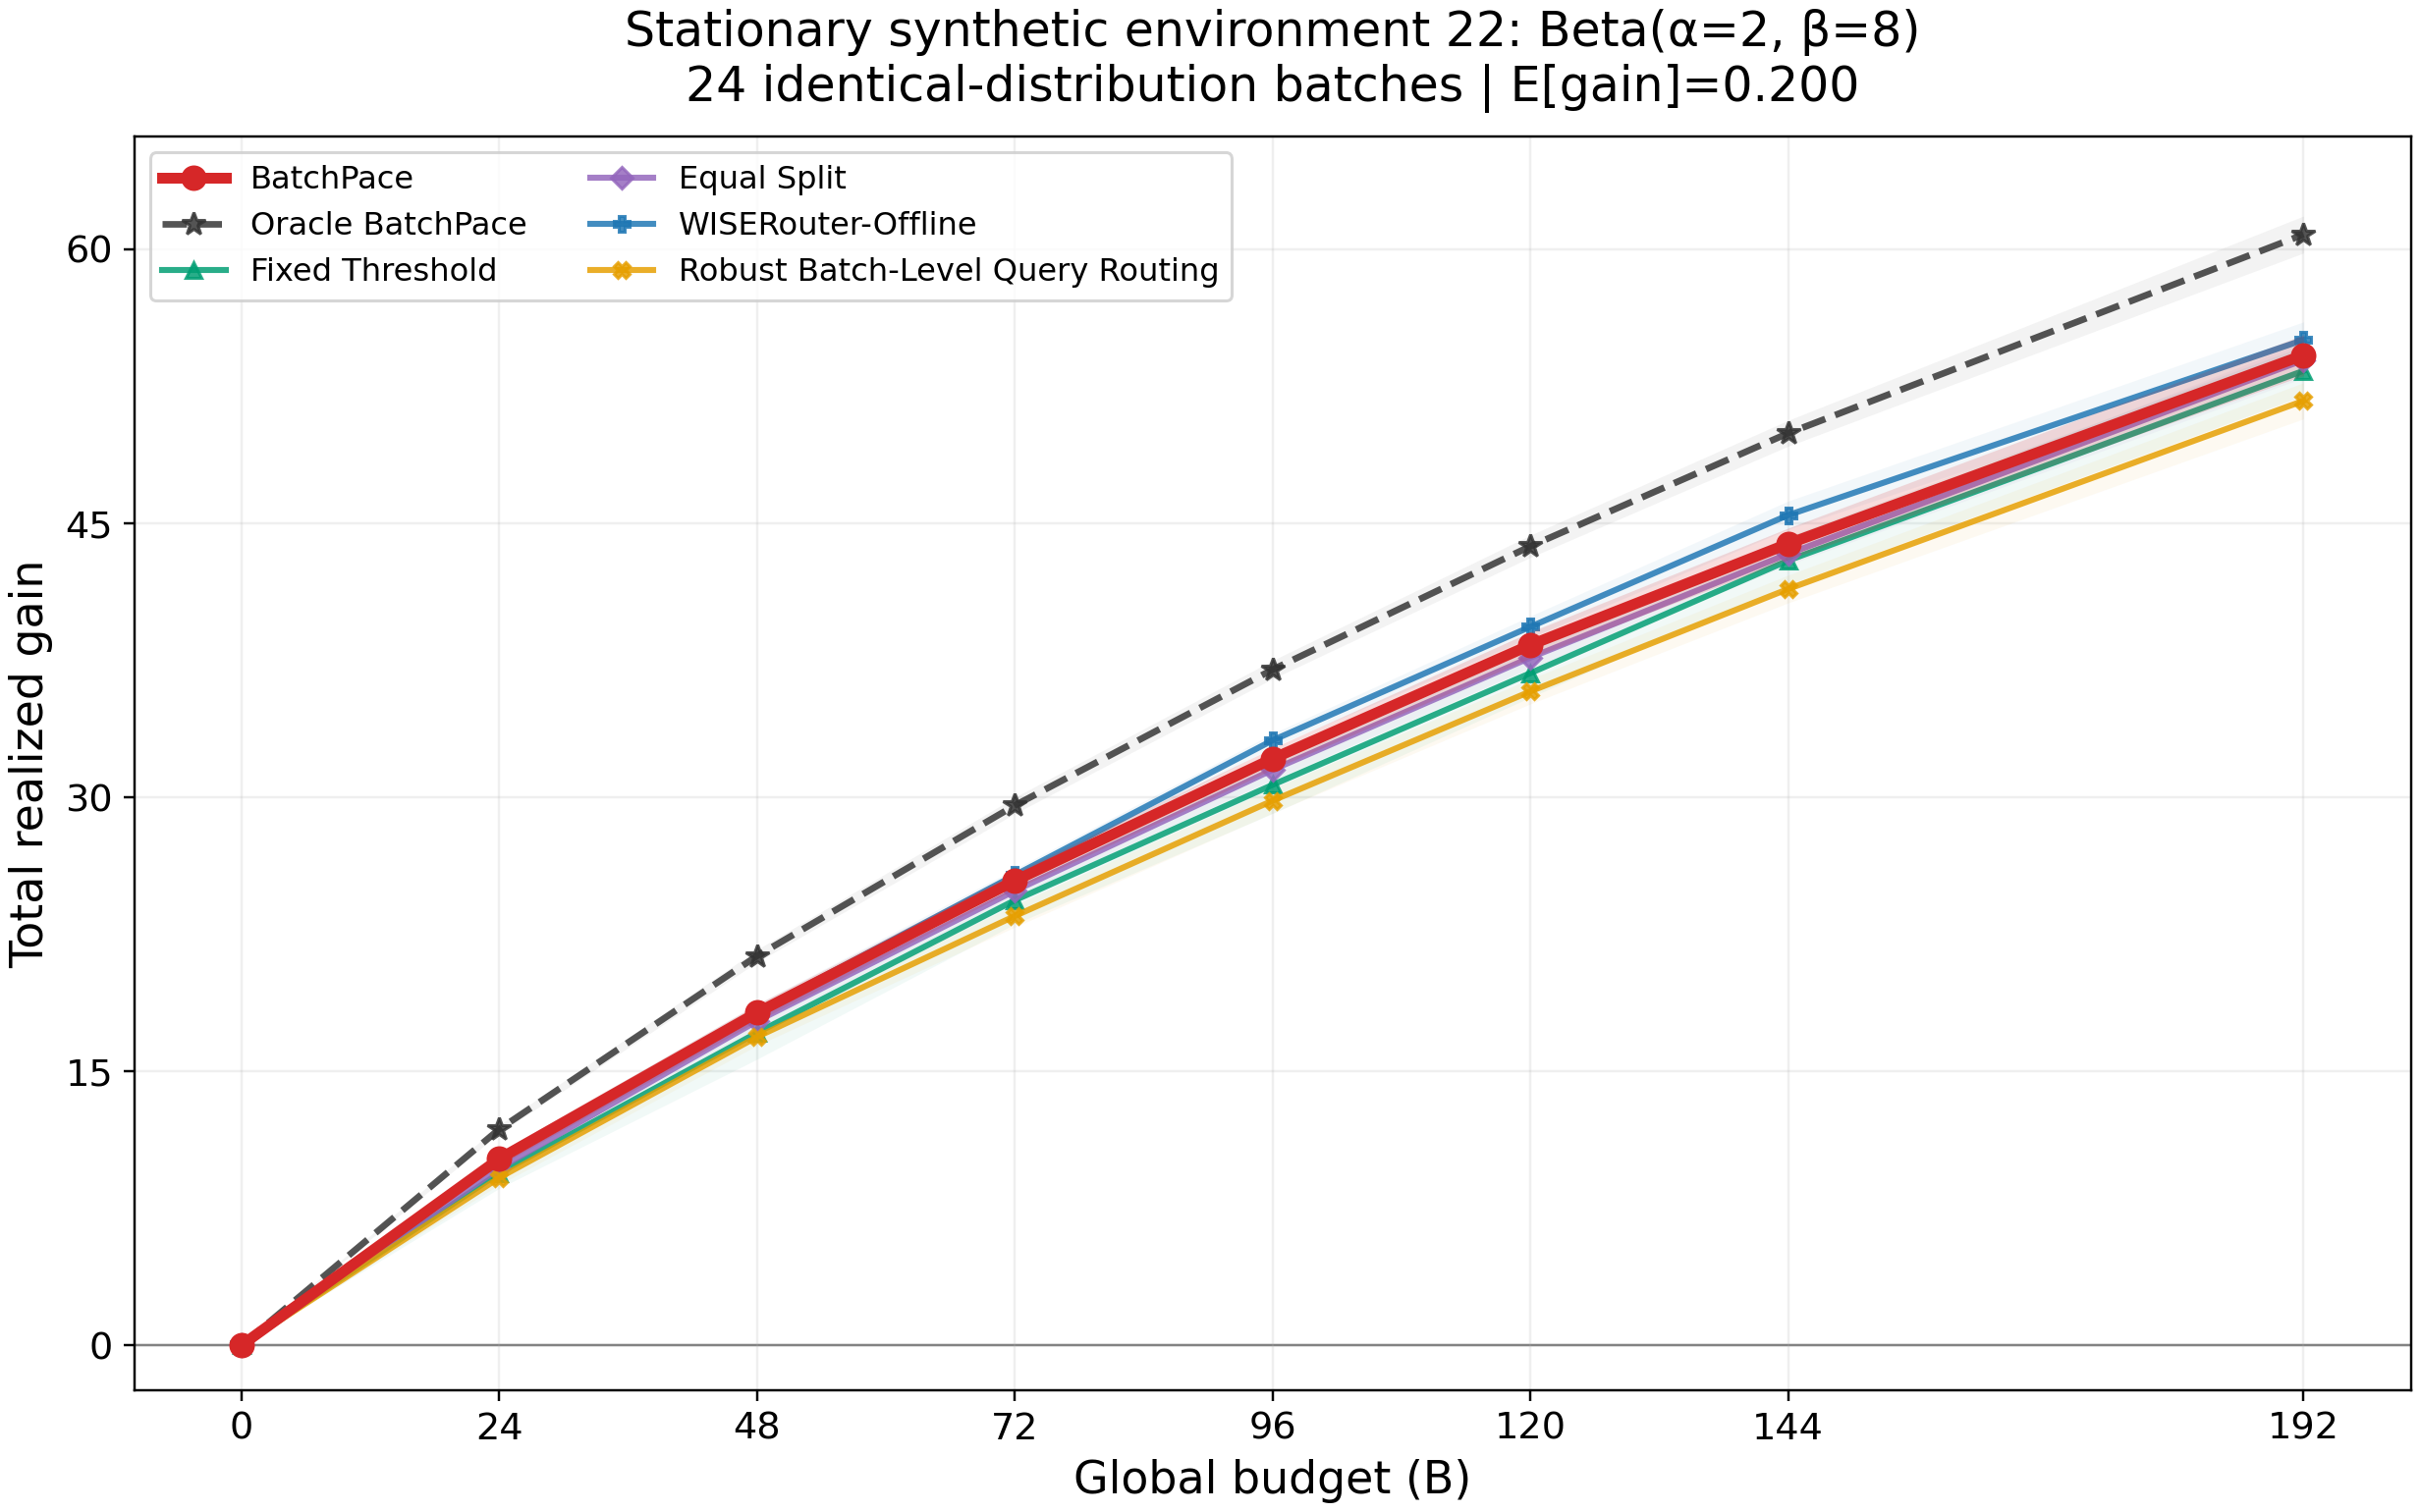 Stationary synthetic environment 22: Beta(α=2, β=8)
24 identical-distribution batches | E[gain]=0.200
BatchPace
Oracle BatchPace
Fixed Threshold
Equal Split
WISERouter-Offline
Robust Batch-Level Query Routing
Total realized gain
60
45
30
15
0
0 24 48 72 96 120 144 192
Global budget (B)